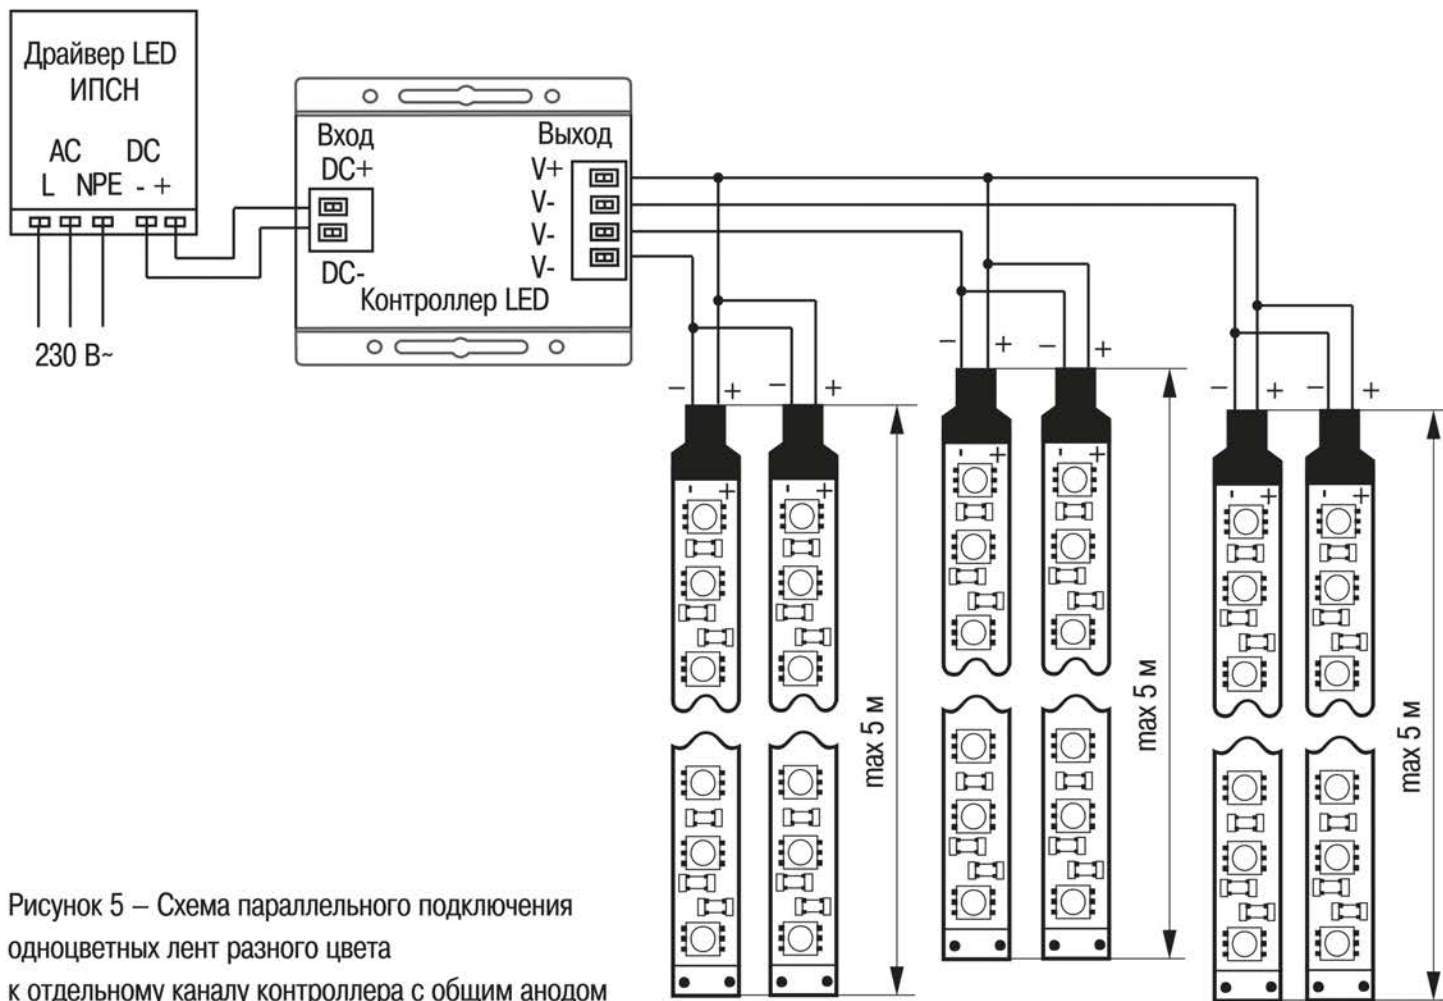 Драйвер LED
ИПСН
AC DC
L NPE - +
230 В~
Вход
DC+
DC-
Выход
V+
V-
V-
V-
Контроллер LED
− + − +
− + − +
− + − +
- + - +
- + - +
- + - +
max 5 м
max 5 м
max 5 м
Рисунок 5 – Схема параллельного подключения
одноцветных лент разного цвета
к отдельному каналу контроллера с общим анодом